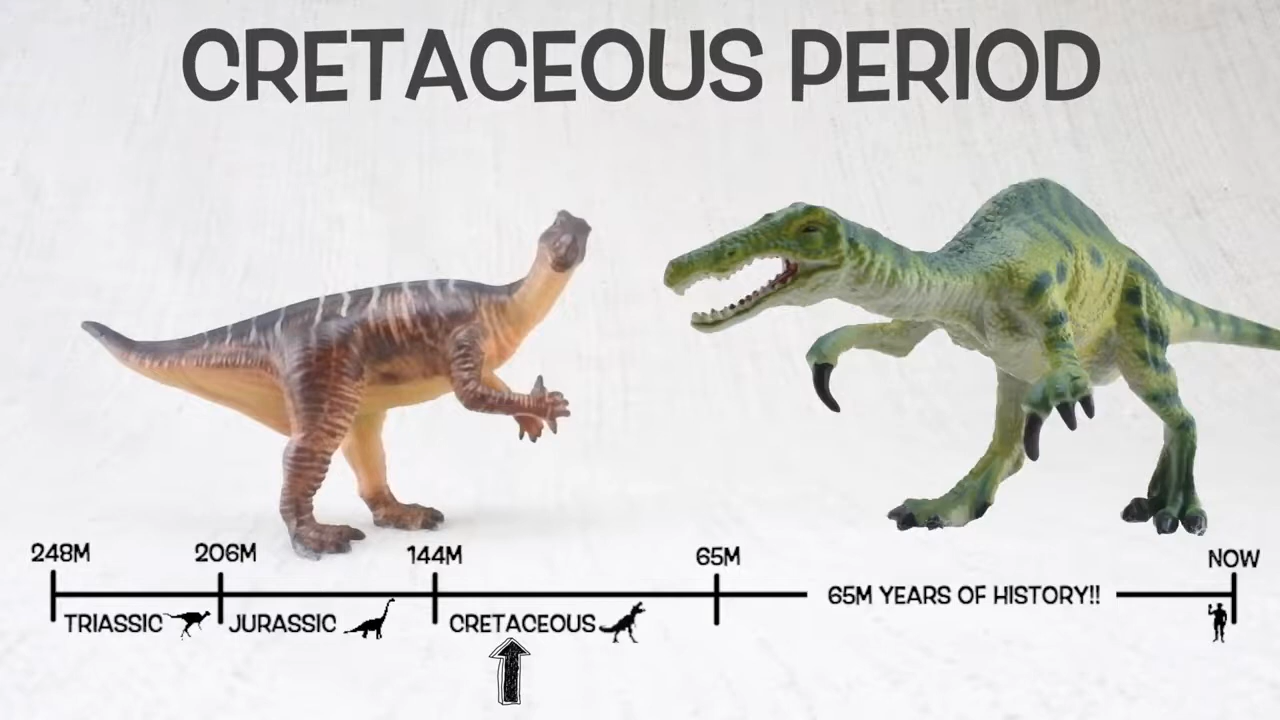 CRETACEOUS PERIOD
248M 206M 144M 65M NOW
65M YEARS OF HISTORY!!
TRIASSIC JURASSIC CRETACEOUS